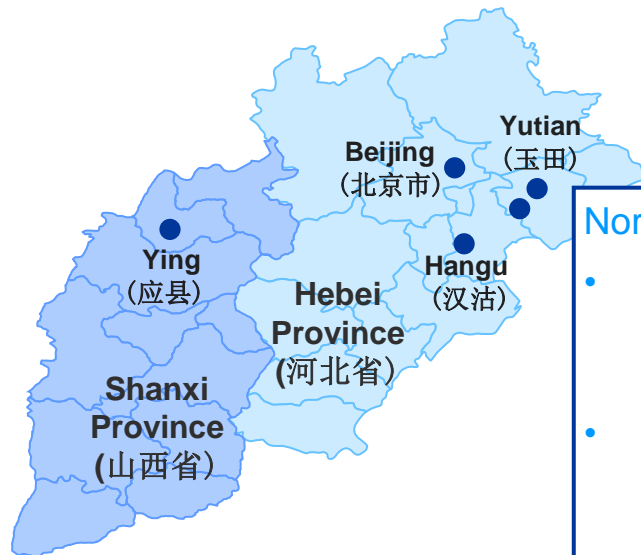 Yutian
(玉田)
Beijing
(北京市)
Nor
Ying
(应县)
Hangu
(汉沽)
Hebei
Province
(河北省)
Shanxi
Province
(山西省)